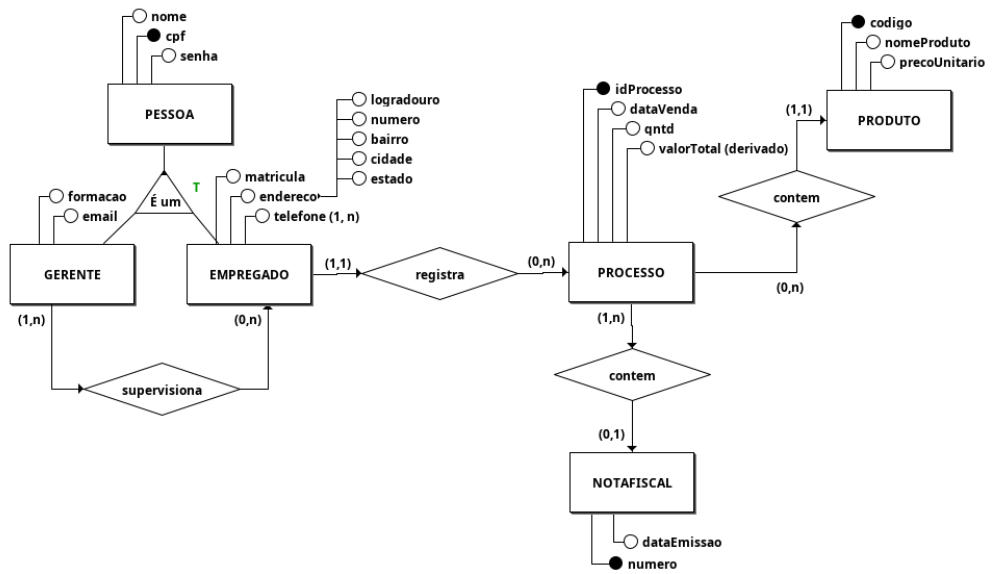 nome
cpf
senha
PESSOA
É um
T
formacao
email
GERENTE
matricula
endereco
telefone (1, n)
logradouro
numero
bairro
cidade
estado
EMPREGADO
(1,n)
(0,n)
supervisiona
(1,1)
registra
(0,n)
idProcesso
dataVenda
qntd
valorTotal (derivado)
PROCESSO
(0,n)
contem
(1,1)
codigo
nomeProduto
precoUnitario
PRODUTO
(1,n)
contem
(0,1)
NOTAFISCAL
dataEmissao
numero